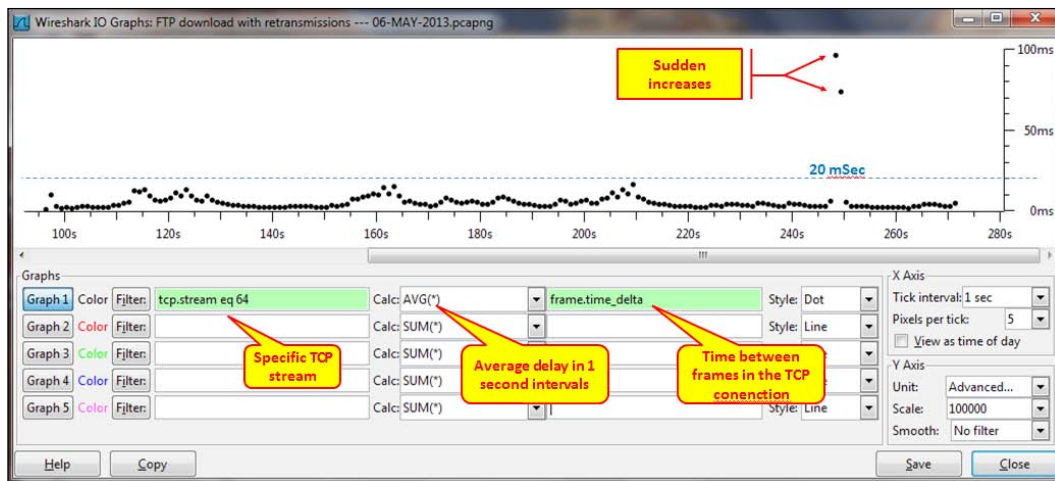 Wireshark IO Graphs: FTP download with retransmissions --- 06-MAY-2013.pcapng
Sudden
increases
100ms
50ms
20 mSec
0ms
100s 120s 140s 160s 180s 200s 220s 240s 260s 280s
Graphs
Graph 1 Color Filter: tcp.stream eq 64 Calc: AVG(*) frame.time_delta Style: Dot
Graph 2 Color Filter: Calc: SUM(*) Style: Line
Graph 3 Color Filter: Calc: SUM(*)
Graph 4 Color Filter: Calc: SUM(*)
Graph 5 Color Filter: Calc: SUM(*) Style: Line
Specific TCP
stream
Average delay in 1
second intervals
Time between
frames in the TCP
conenction
X Axis
Tick interval: 1 sec
Pixels per tick: 5
View as time of day
Y Axis
Unit: Advanced...
Scale: 100000
Smooth: No filter
Help Copy Save Close